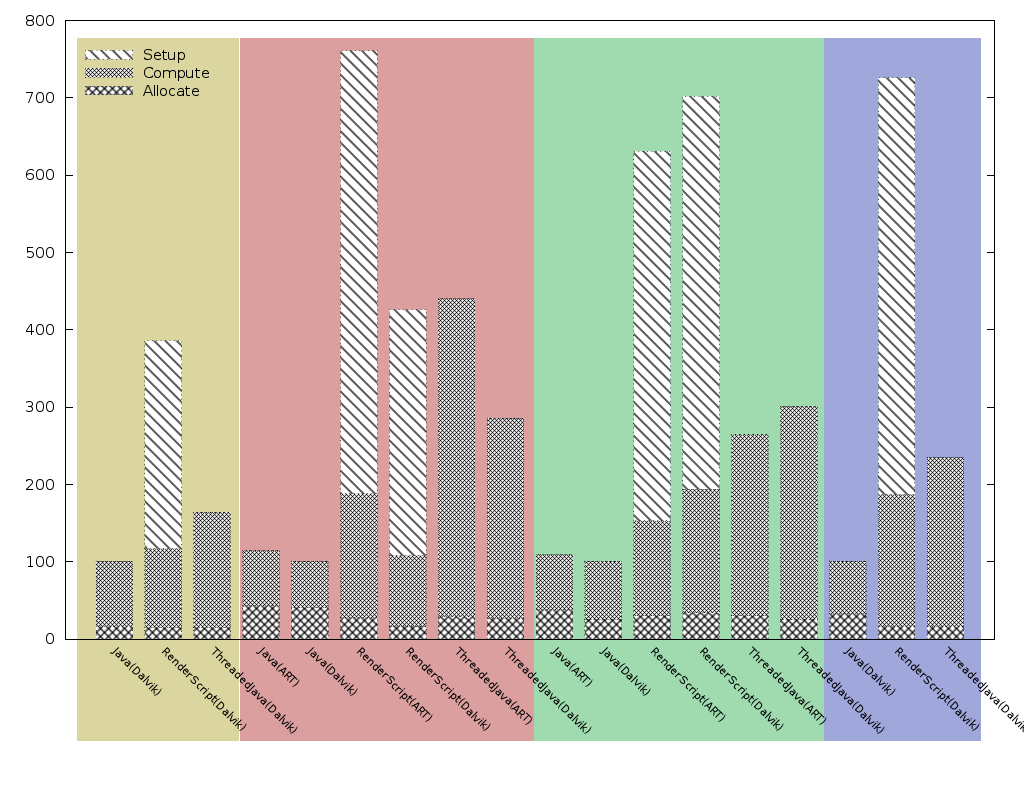 800
700
600
500
400
300
200
100
0
Setup
Compute
Allocate
Java(Dalvik)
RenderScript(Dalvik)
ThreadedJava(Dalvik)
Java(ART)
Java(Dalvik)
RenderScript(ART)
RenderScript(Dalvik)
ThreadedJava(ART)
ThreadedJava(Dalvik)
Java(ART)
Java(Dalvik)
RenderScript(ART)
RenderScript(Dalvik)
ThreadedJava(ART)
ThreadedJava(Dalvik)
Java(Dalvik)
RenderScript(Dalvik)
ThreadedJava(Dalvik